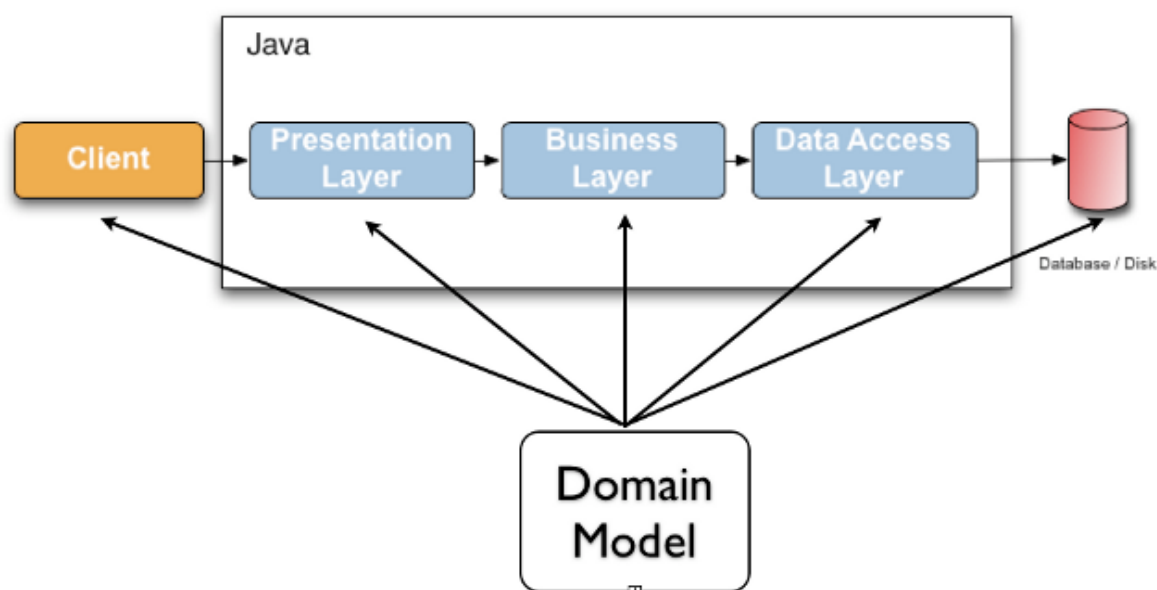 Java
Client
Presentation
Layer
Business
Layer
Data Access
Layer
Database / Disk
Domain
Model